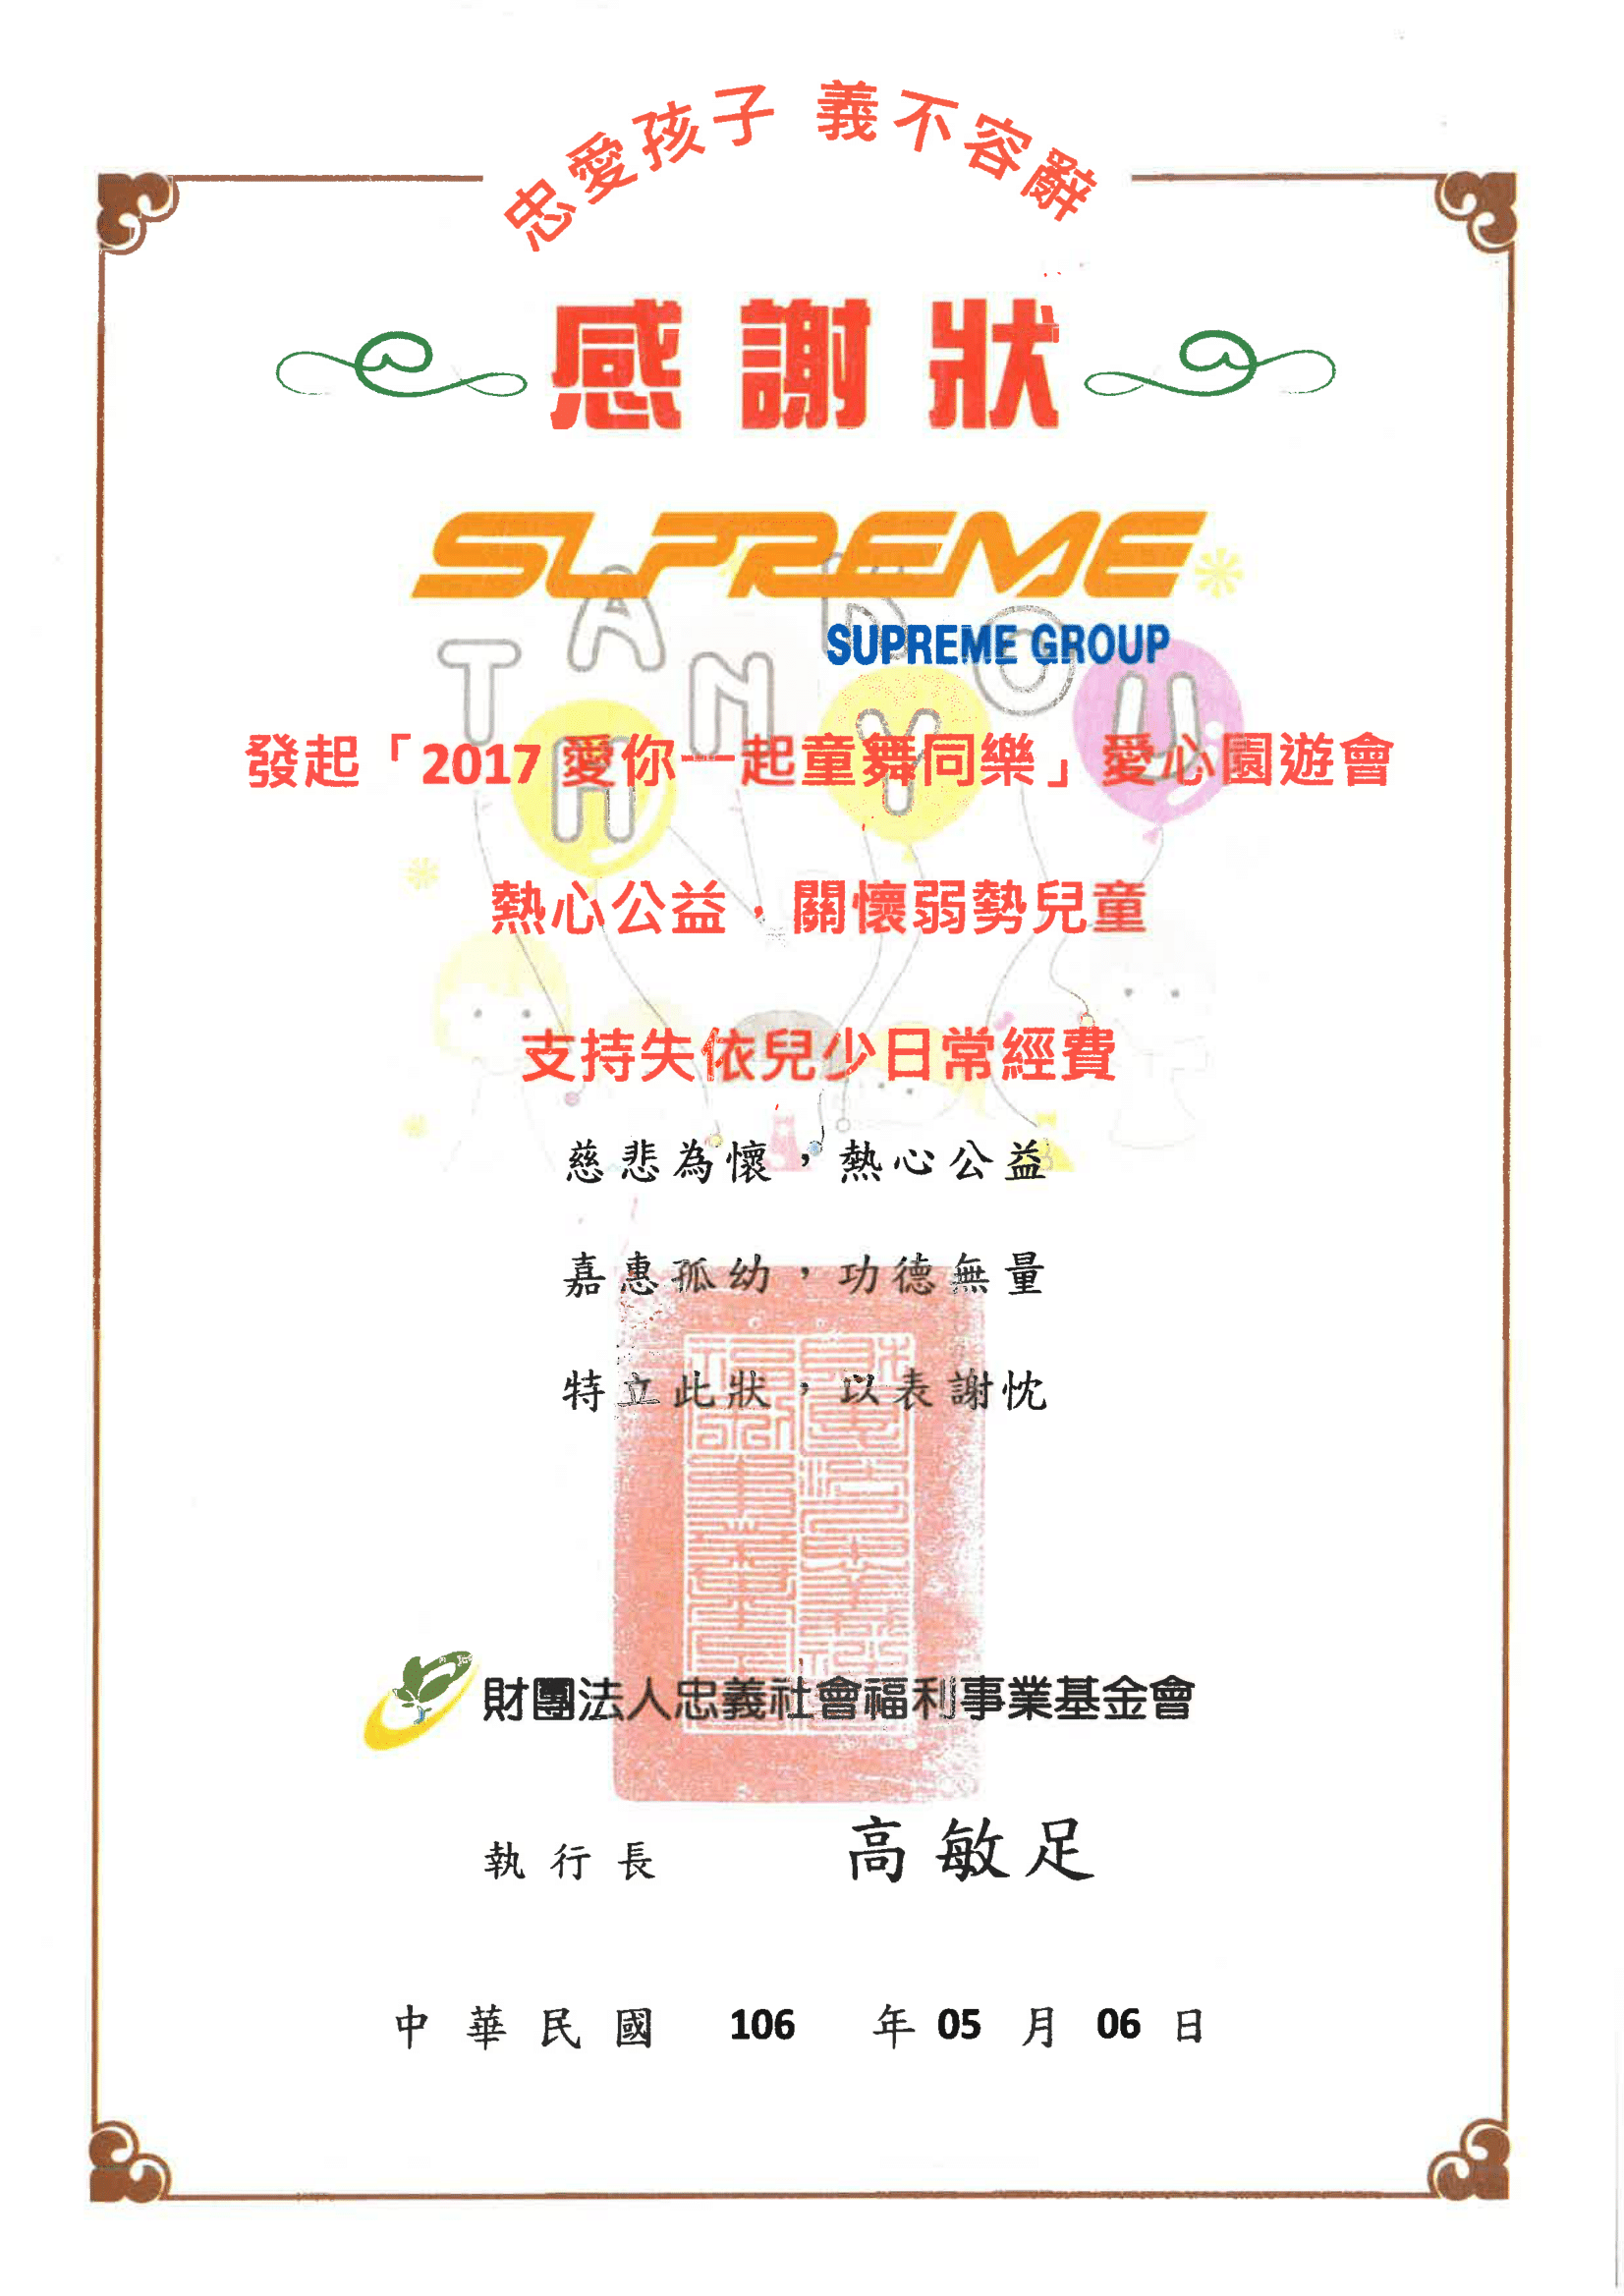 忠愛孩子 義不容辭
感謝狀
SUPREME
SUPREME GROUP
THANK YOU
發起「2017 愛你一起童舞同樂」愛心園遊會
熱心公益，關懷弱勢兒童
支持失依兒少日常經費
慈悲為懷，熱心公益
嘉惠孤幼，功德無量
特立此狀，以表謝忱
財團法人忠義社會福利事業基金會
執行長 高敏足
中華民國 106 年 05 月 06 日